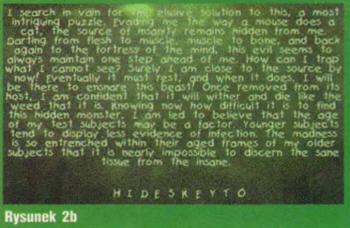 I search in vain for the elusive solution to this, a most
intriguing puzzle. Evading me the way a mouse does a
cat, the source of insanity remains hidden from me.
Darting from flesh to muscle, muscle to bone, and back
again to the fortress of the mind, this evil seems to
always maintain one step ahead of me. How can I trap
what I cannot see? Surely I am close to the source by
now! Eventually it must rest, and when it does, I will
be there to ensnare this beast! Once removed from its
host, I am confident that it will wither and die like the
weed that it is. Knowing now how difficult it is to find
this hidden monster, I am led to believe that the age
of my test subjects may be a factor. Younger subjects
tend to display less evidence of infection. The madness
is so entrenched within their aged frames of my older
subjects that it is nearly impossible to discern the sane
tissue from the insane.
HIDESKEYTO
Rysunek 2b